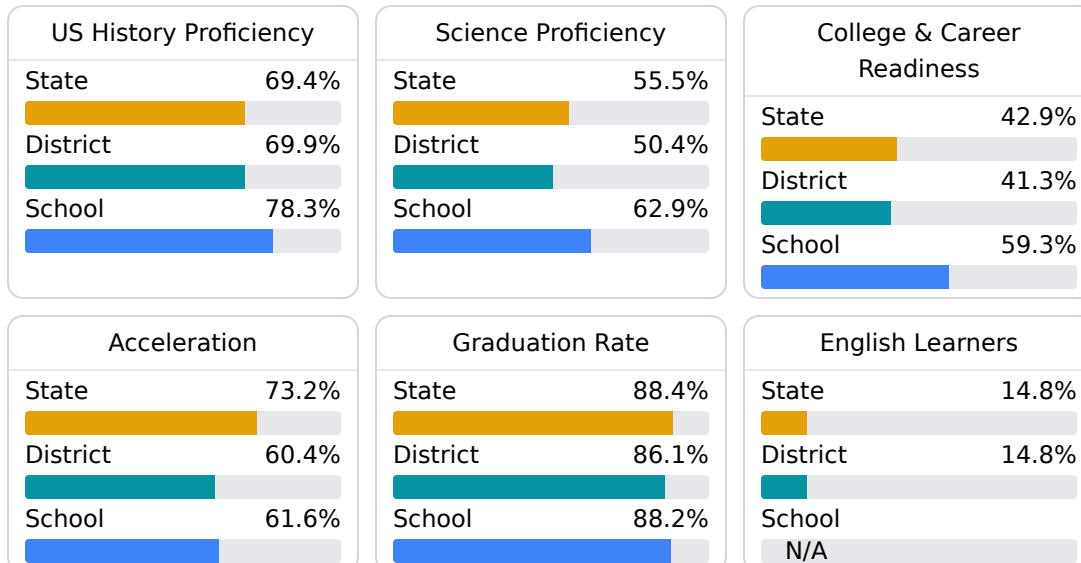 US History Proficiency
State 69.4%
District 69.9%
School 78.3%
Science Proficiency
State 55.5%
District 50.4%
School 62.9%
College & Career
Readiness
State 42.9%
District 41.3%
School 59.3%
Acceleration
State 73.2%
District 60.4%
School 61.6%
Graduation Rate
State 88.4%
District 86.1%
School 88.2%
English Learners
State 14.8%
District 14.8%
School
N/A